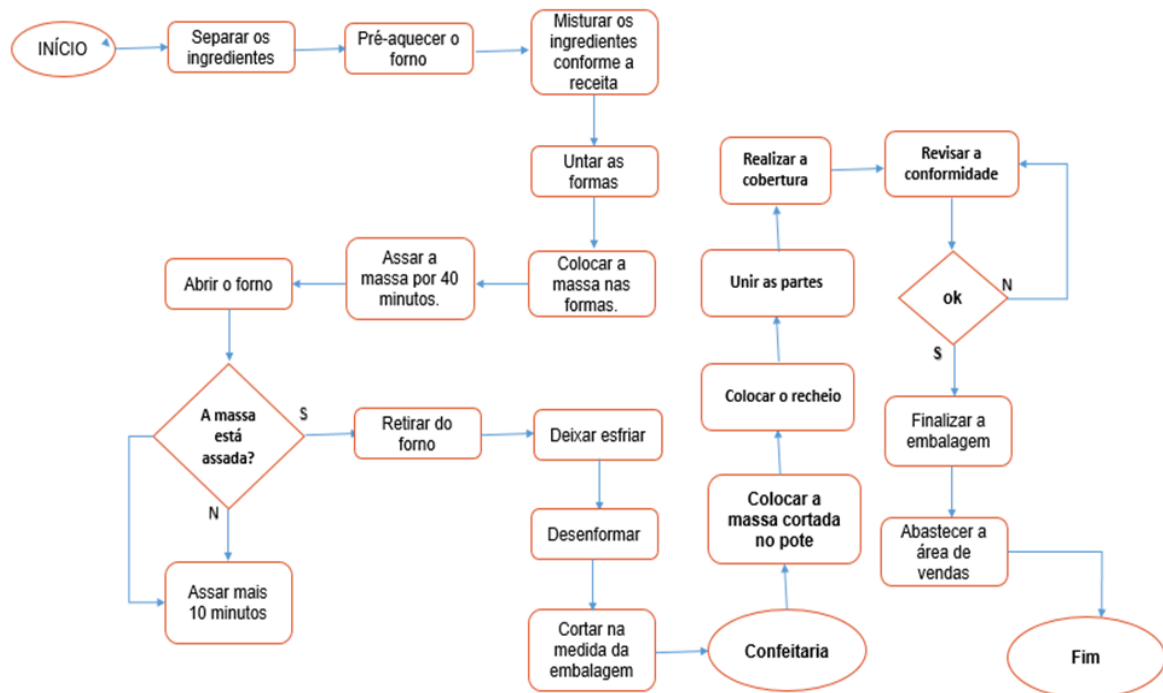 INÍCIO
Separar os
ingredientes
Pré-aquecer o
forno
Misturar os
ingredientes
conforme a
receita
Untar as
formas
Colocar a
massa nas
formas.
Assar a
massa por 40
minutos.
Abrir o forno
A massa
está
assada?
S
N
Assar mais
10 minutos
Retirar do
forno
Deixar esfriar
Desenformar
Cortar na
medida da
embalagem
Confeitaria
Colocar a
massa cortada
no pote
Colocar o recheio
Unir as partes
Realizar a
cobertura
Revisar a
conformidade
ok
N
S
Finalizar a
embalagem
Abastecer a
área de
vendas
Fim